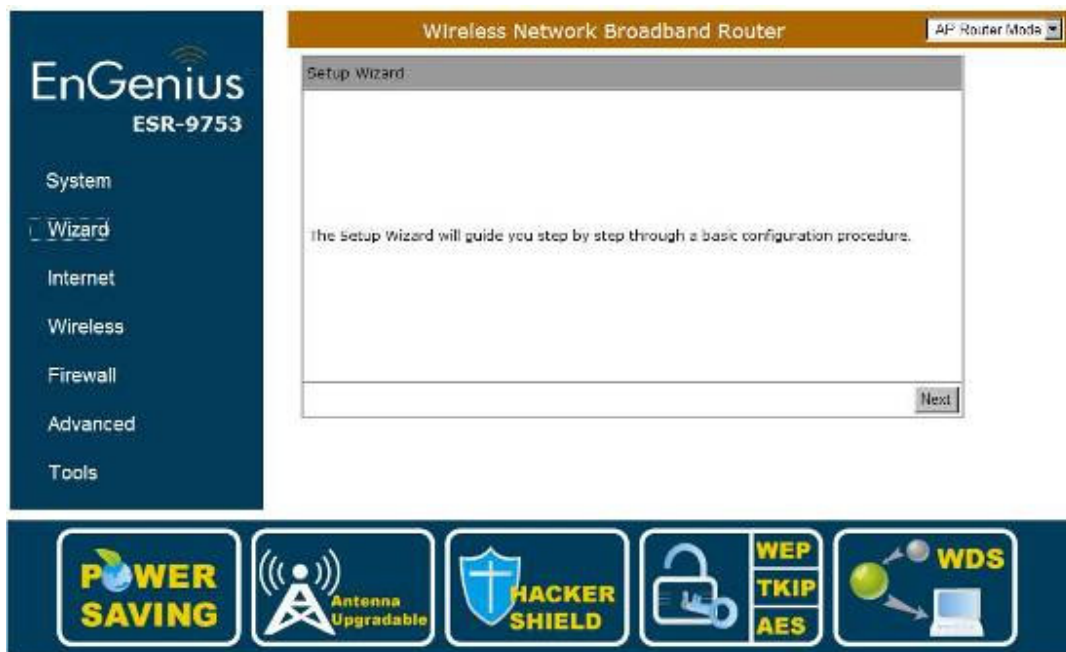 Wireless Network Broadband Router
AP Router Mode
EnGenius
ESR-9753
System
Wizard
Internet
Wireless
Firewall
Advanced
Tools
Setup Wizard
The Setup Wizard will guide you step by step through a basic configuration procedure.
Next
POWER
SAVING
Antenna
Upgradable
HACKER
SHIELD
WEP
TKIP
AES
WDS